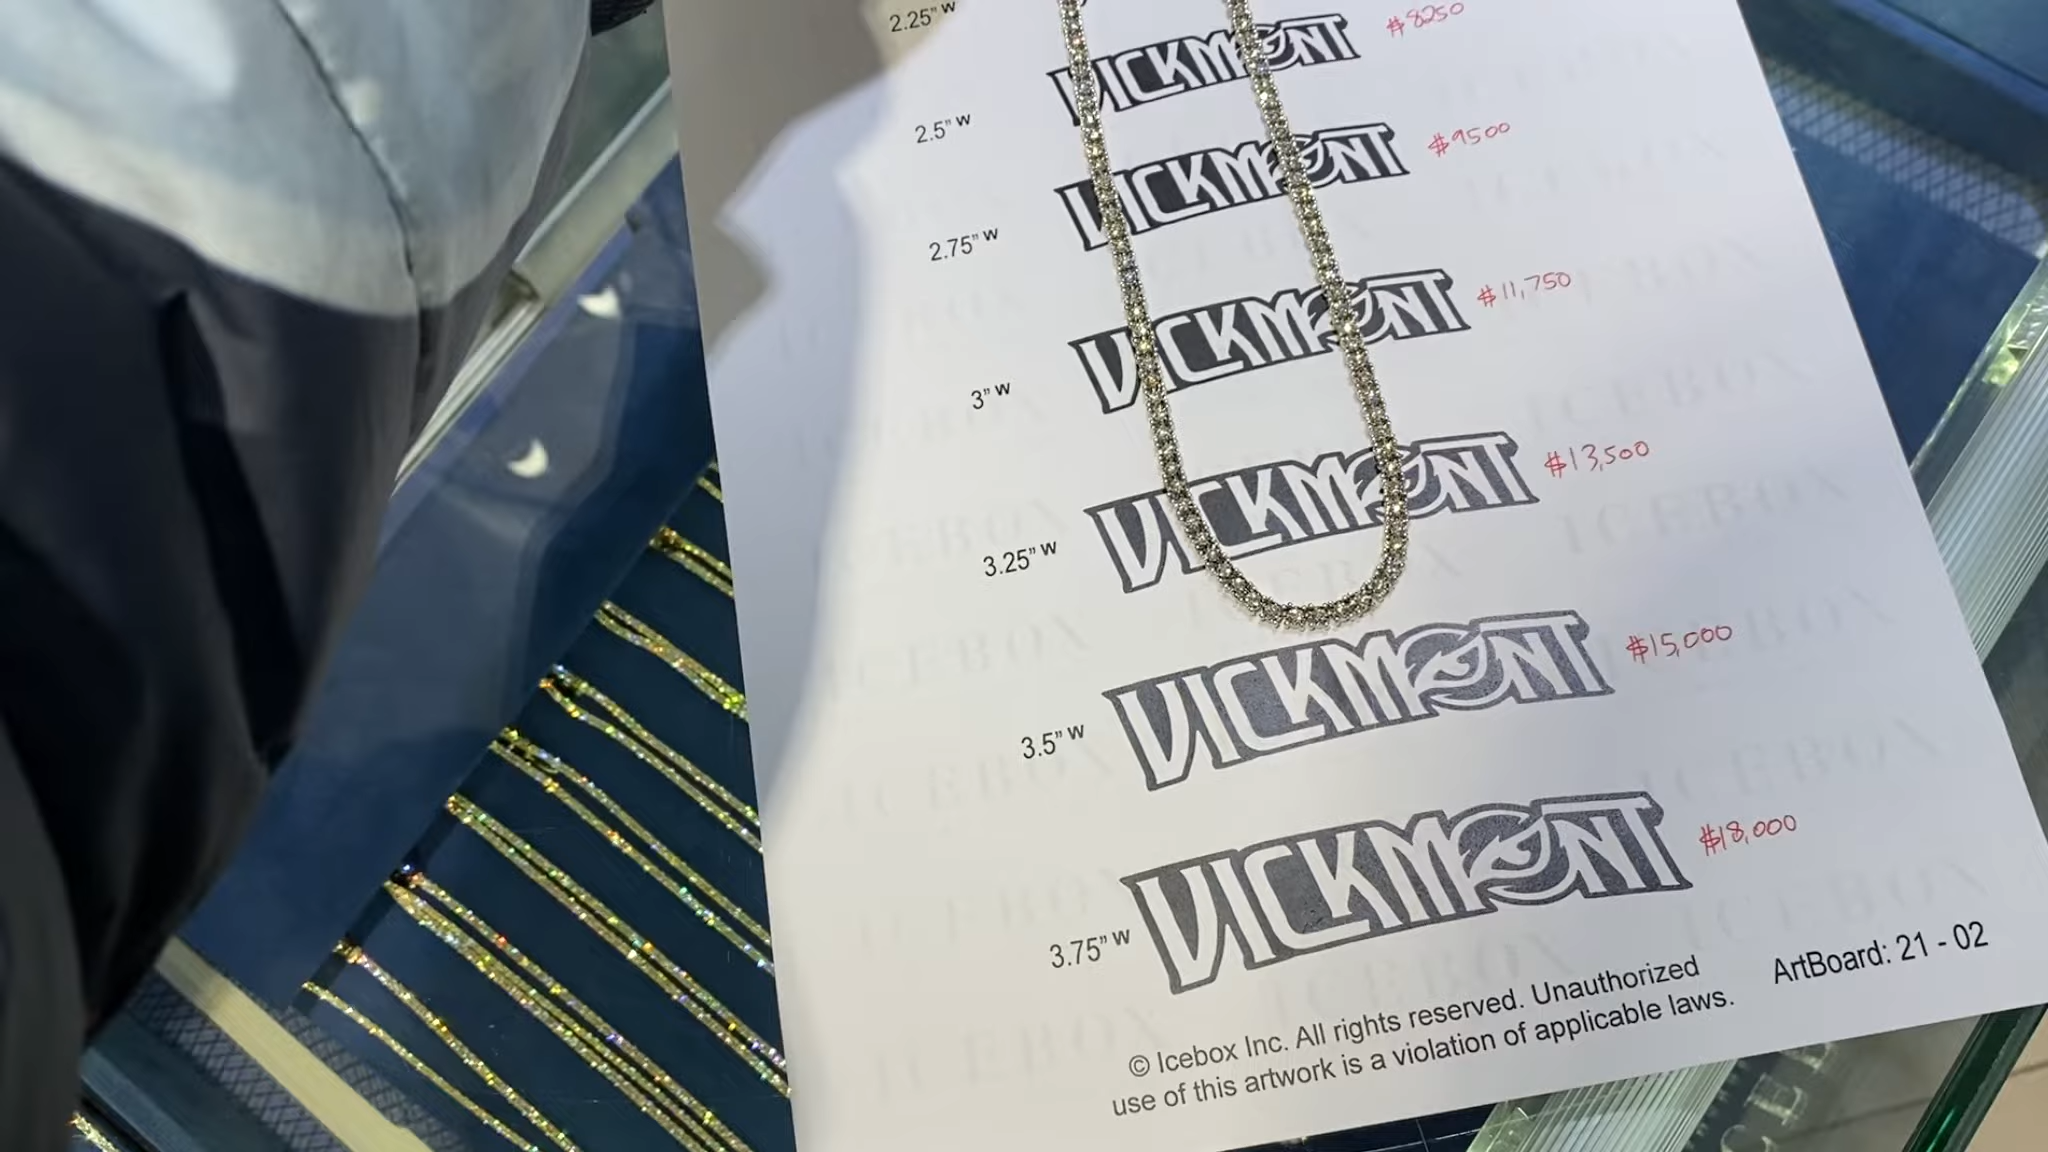 2.25" W
VICKMONT $8250
2.5" W
VICKMONT $9500
2.75" W
VICKMONT $11,750
3" W
VICKMONT $13,500
3.25" W
VICKMONT $15,000
3.5" W
VICKMONT $18,000
3.75" W
© Icebox Inc. All rights reserved. Unauthorized
use of this artwork is a violation of applicable laws.
ArtBoard: 21 - 02
ICEBOX